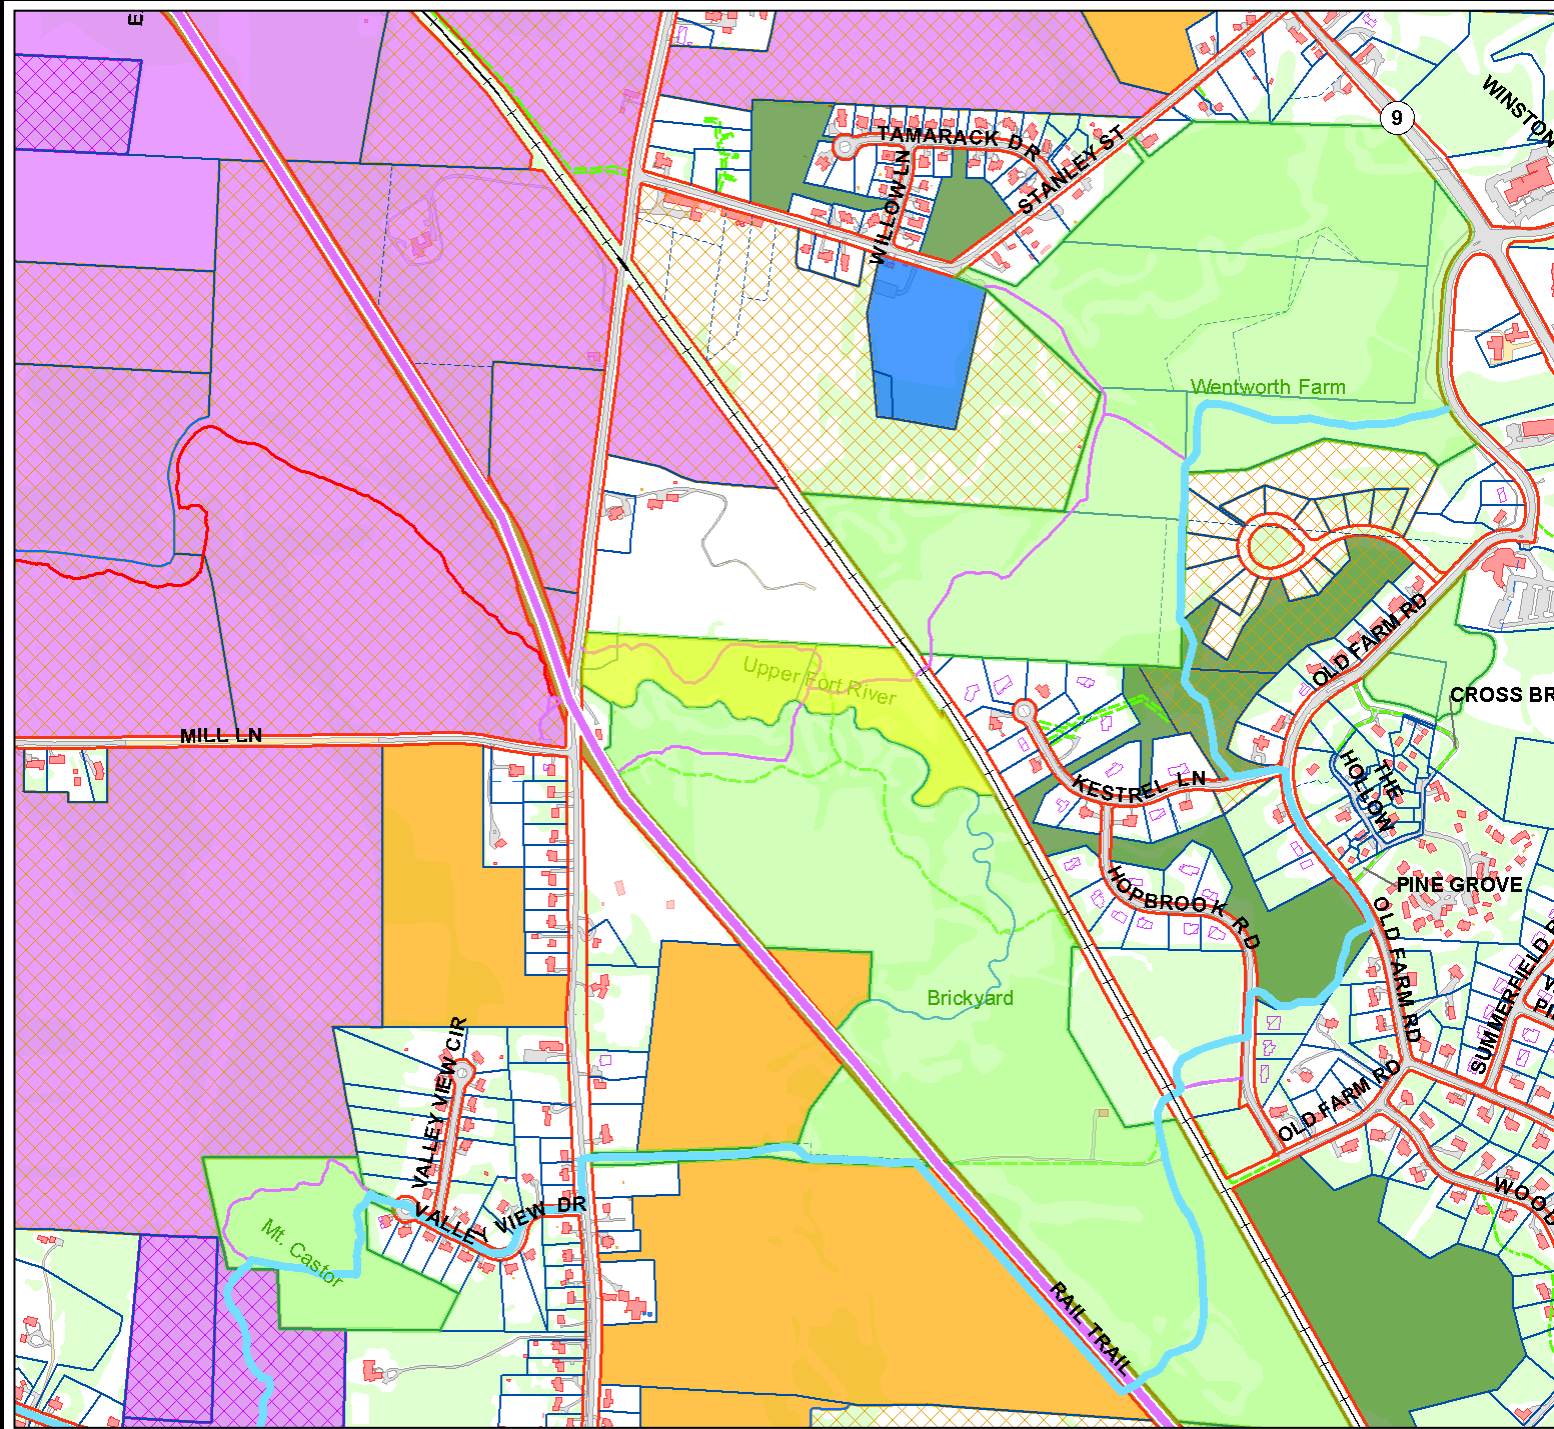 9
WINSTON
TAMARACK DR
STANLEY ST
WILLOW LN
Wentworth Farm
OLD FARM RD
Upper Fort River
CROSS BR
MILL LN
THE HOLLOW
KESTREL LN
PINE GROVE
HOPBROOK RD
OLD FARM RD
SUMMERFIELD
Brickyard
VALLEY VIEW CIR
OLD FARM RD
VALLEY VIEW DR
WOOD
Mt. Castor
RAIL TRAIL